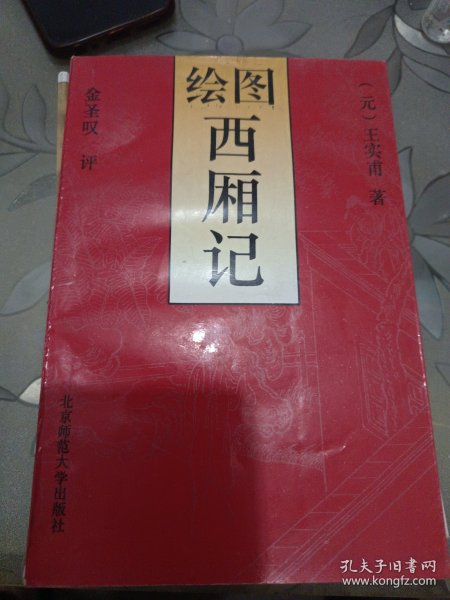 绘图
西厢记
（元）王实甫 著
金圣叹 评
北京师范大学出版社
孔夫子旧书网
www.kongfz.com